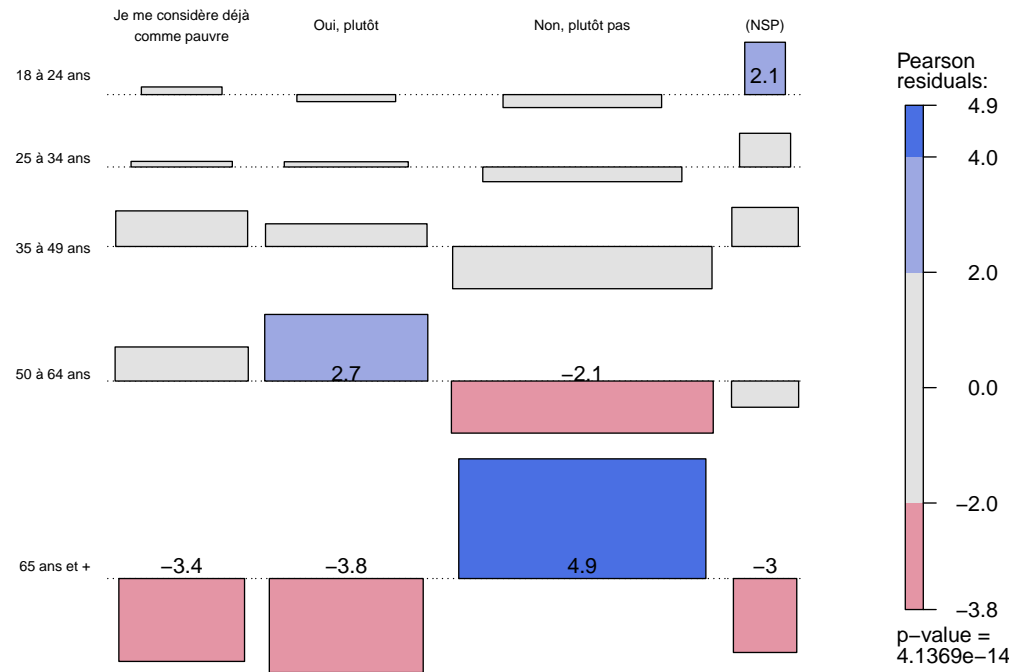 Je me considère déjà
comme pauvre
Oui, plutôt
Non, plutôt pas
(NSP)
18 à 24 ans
2.1
25 à 34 ans
35 à 49 ans
50 à 64 ans
2.7
−2.1
65 ans et +
−3.4
−3.8
4.9
−3
Pearson
residuals:
4.9
4.0
2.0
0.0
−2.0
−3.8
p−value =
4.1369e−14